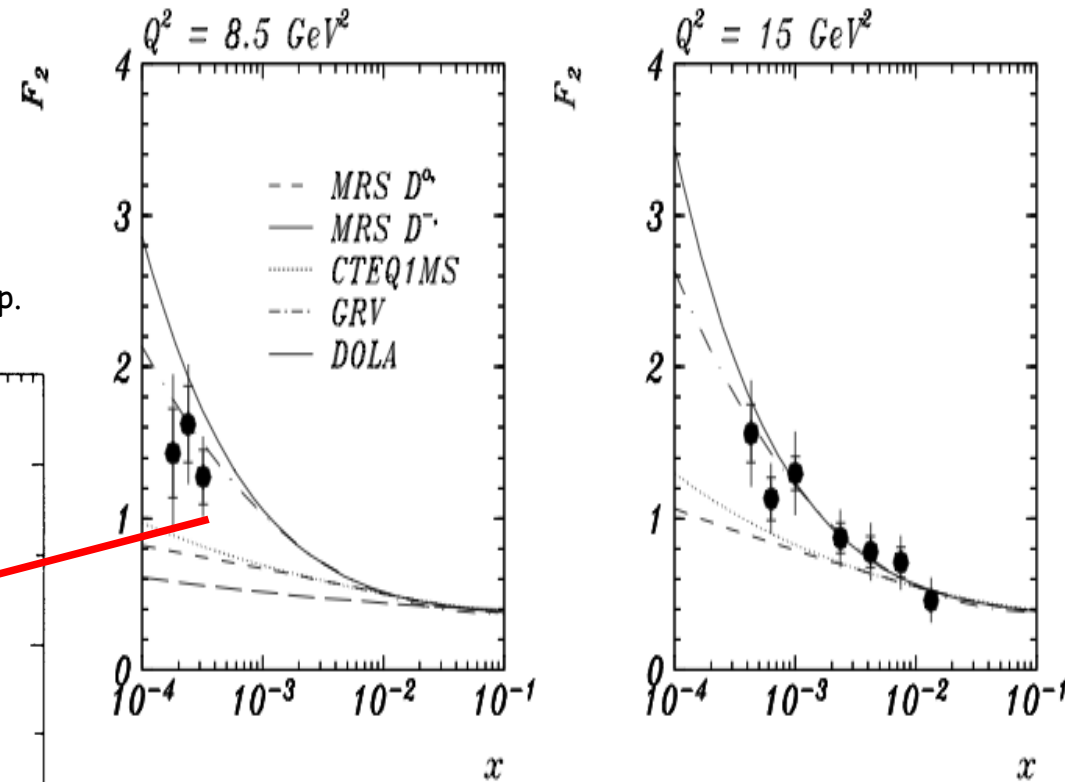 Q² = 8.5 GeV²
F₂
4
3
2
1
0
MRS D⁰'
MRS D⁻'
CTEQ1MS
GRV
DOLA
10⁻⁴ 10⁻³ 10⁻² 10⁻¹
x
Q² = 15 GeV²
F₂
4
3
2
1
0
10⁻⁴ 10⁻³ 10⁻² 10⁻¹
x
p.